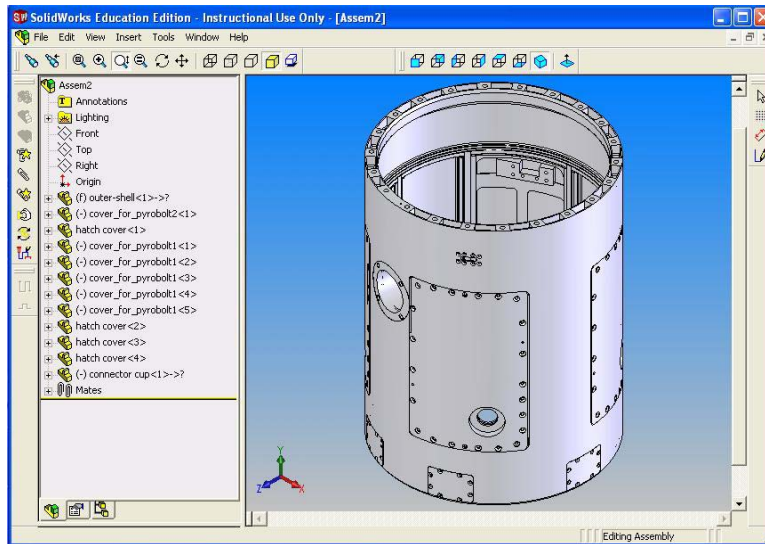 SolidWorks Education Edition - Instructional Use Only - [Assem2]
File Edit View Insert Tools Window Help
Assem2
Annotations
Lighting
Front
Top
Right
Origin
(f) outer-shell<1>->?
(-) cover_for_pyrobolt2<1>
hatch cover<1>
(-) cover_for_pyrobolt1<1>
(-) cover_for_pyrobolt1<2>
(-) cover_for_pyrobolt1<3>
(-) cover_for_pyrobolt1<4>
(-) cover_for_pyrobolt1<5>
hatch cover<2>
hatch cover<3>
hatch cover<4>
(-) connector cup<1>->?
Mates
Y
Z X
Editing Assembly